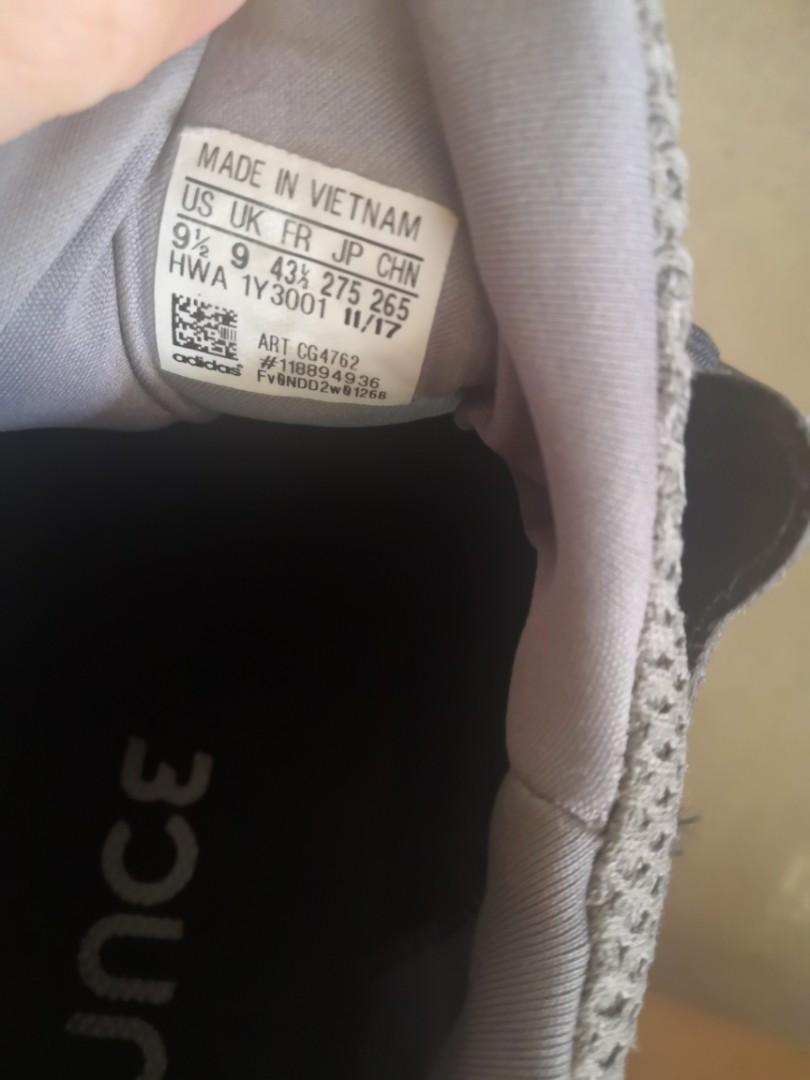 MADE IN VIETNAM
US UK FR JP CHN
9½ 9 43⅓ 275 265
HWA 1Y3001 11/17
ART CG4762
#118894936
adidas
FvØNDD2wØ1268
UNCE